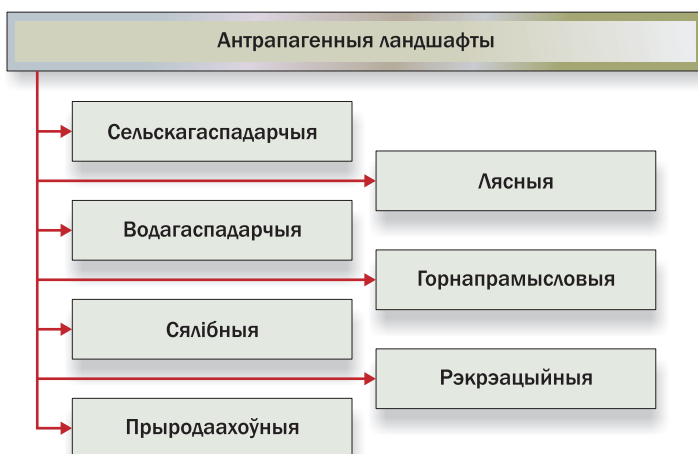 Антрапагенныя ландшафты
Сельскагаспадарчыя
Лясныя
Водагаспадарчыя
Горнапрамысловыя
Сялібныя
Рэкрэацыйныя
Прыродаахоўныя